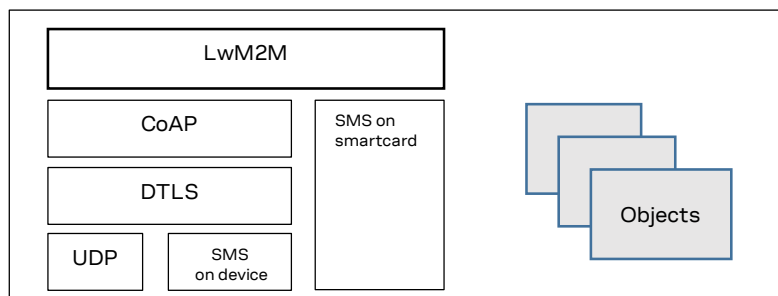 LwM2M
CoAP
SMS on
smartcard
DTLS
UDP
SMS
on device
Objects